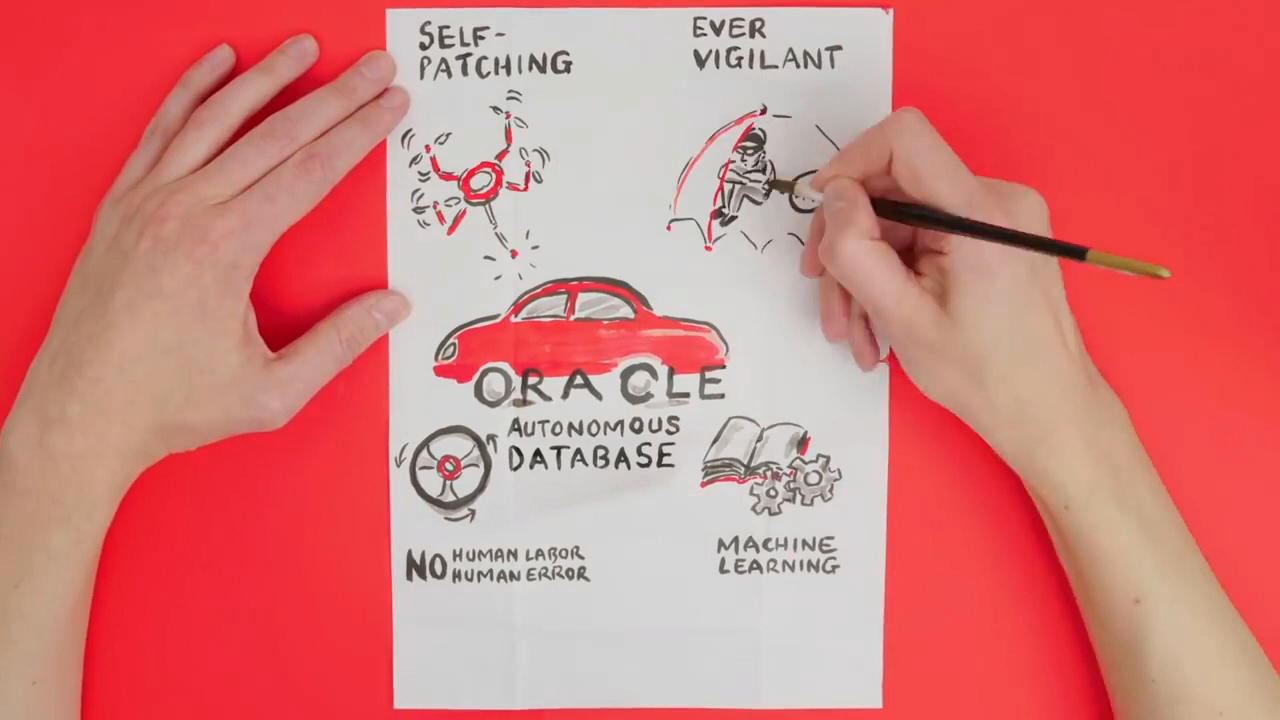 SELF-
PATCHING
EVER
VIGILANT
ORACLE
AUTONOMOUS
DATABASE
NO HUMAN LABOR
HUMAN ERROR
MACHINE
LEARNING